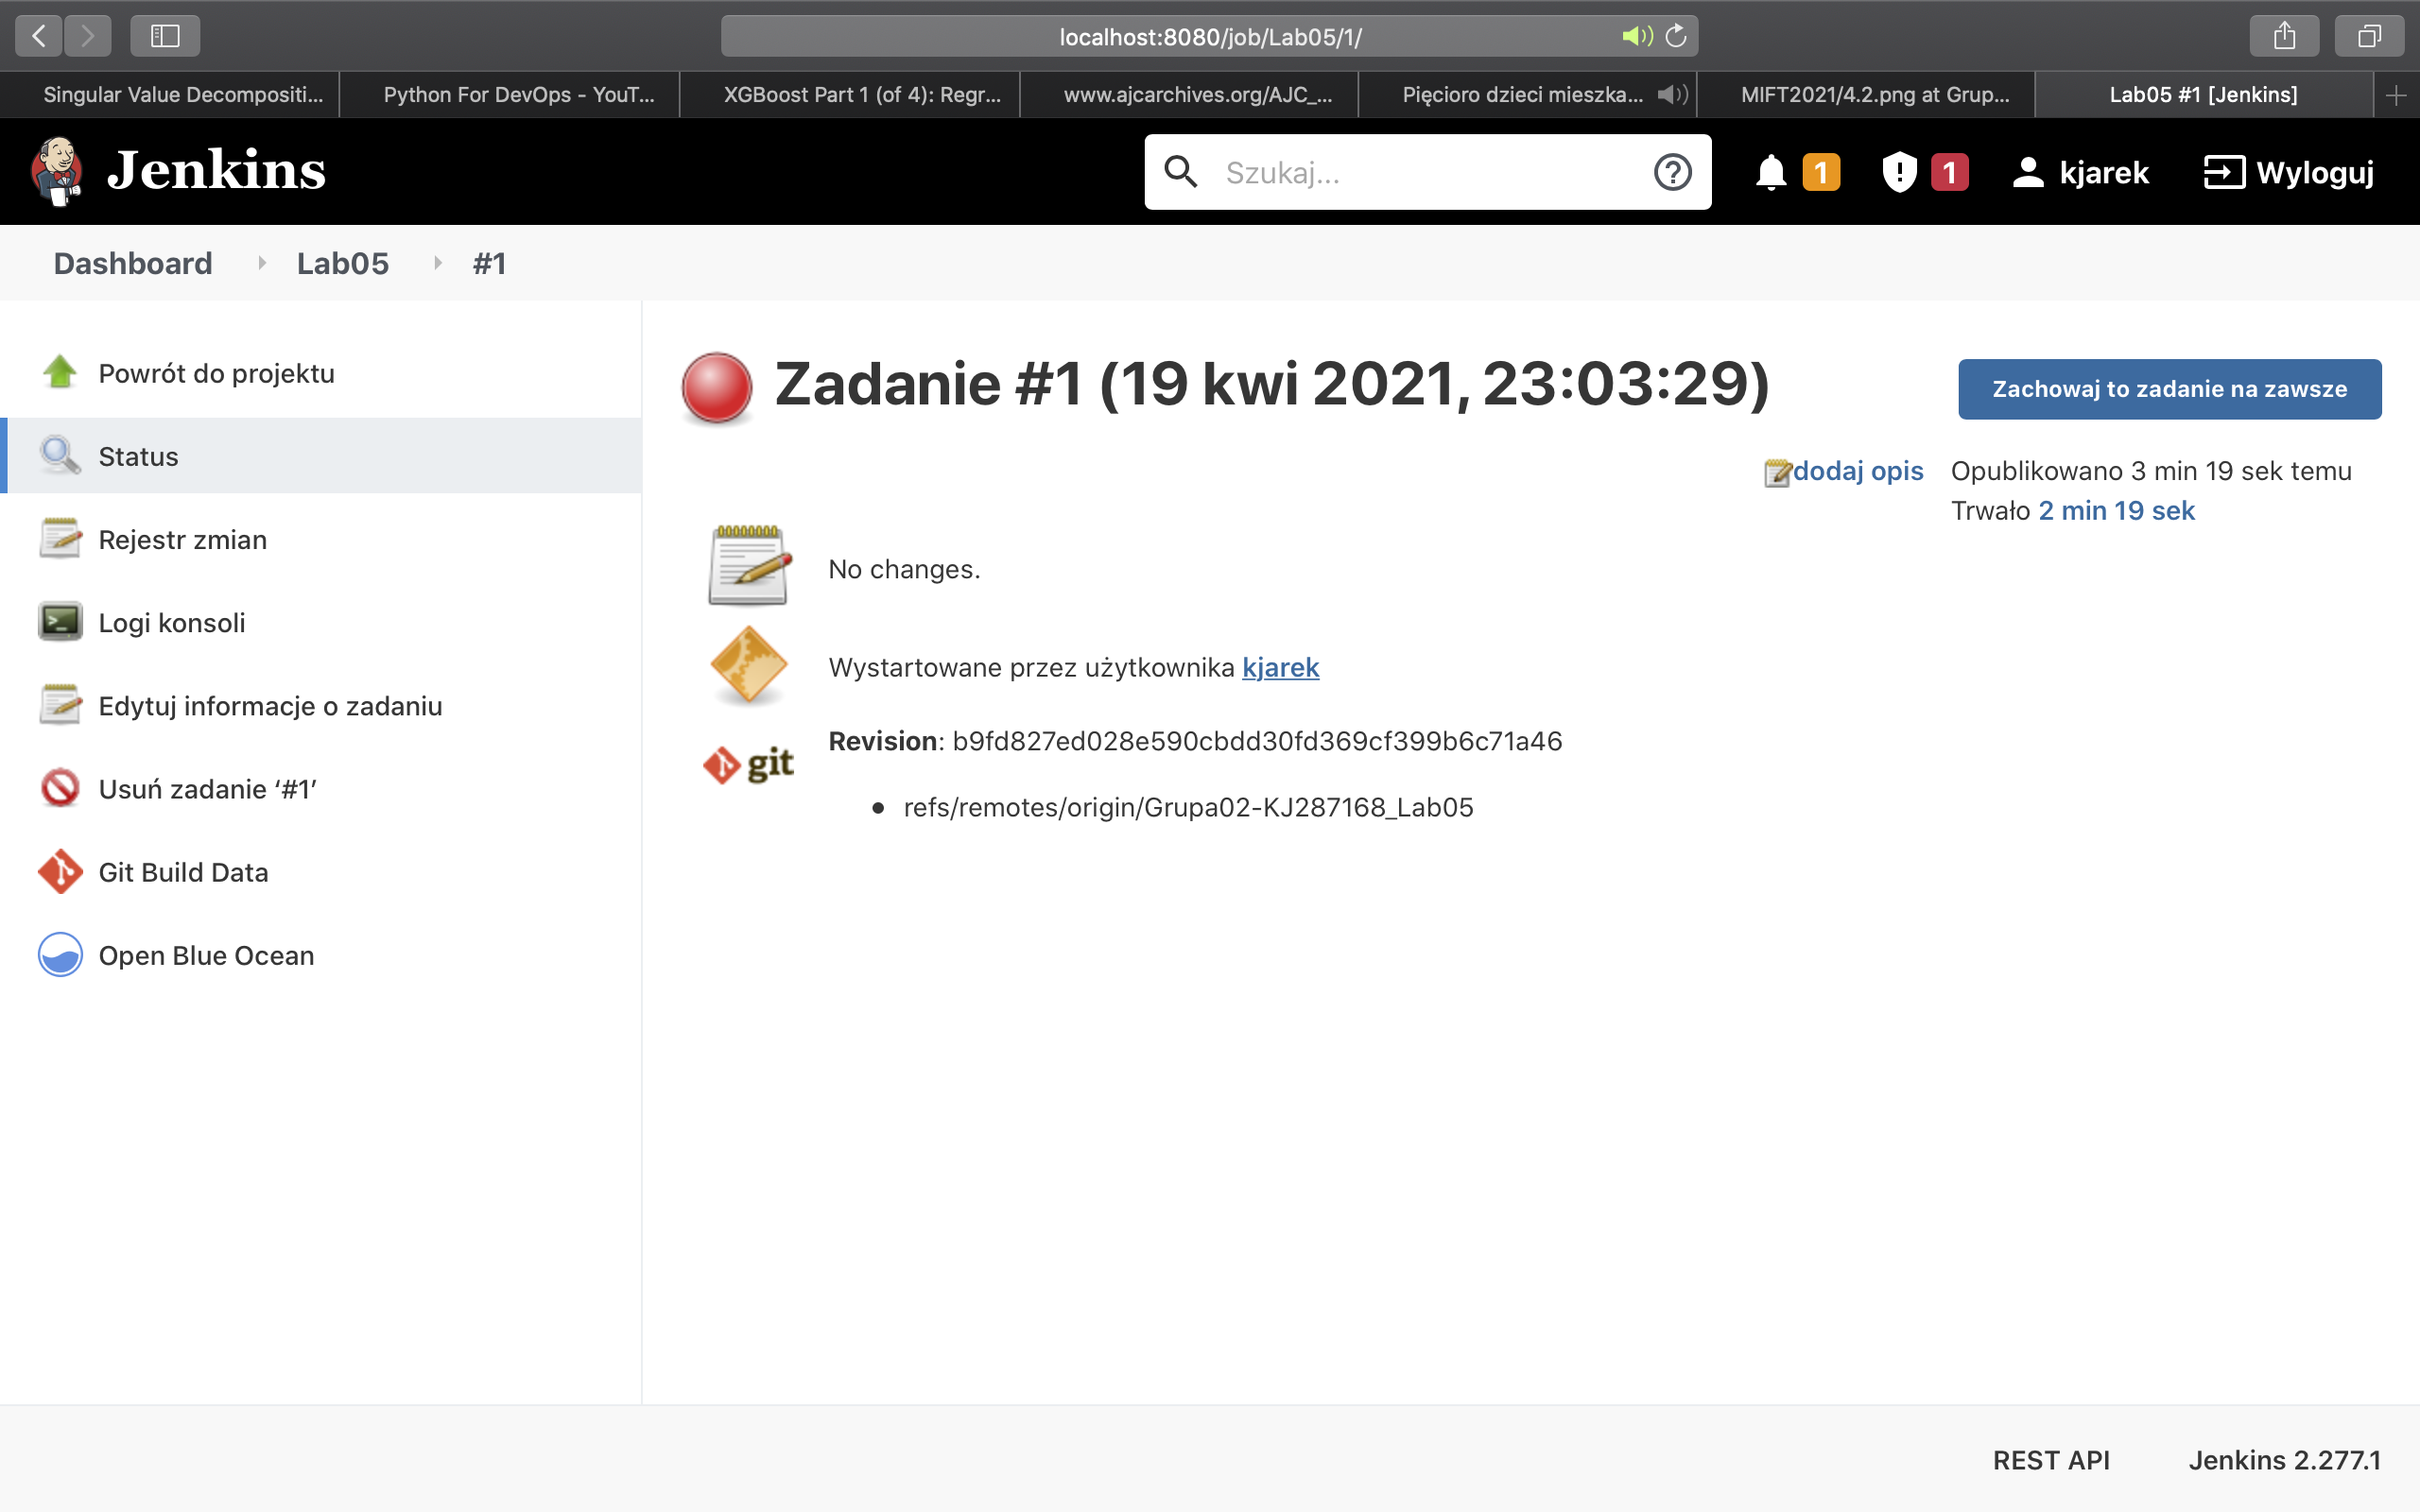 localhost:8080/job/Lab05/1/
Singular Value Decompositi...
Python For DevOps - YouT...
XGBoost Part 1 (of 4): Regr...
www.ajcarchives.org/AJC_...
Pięcioro dzieci mieszka...
MIFT2021/4.2.png at Grup...
Lab05 #1 [Jenkins]
Jenkins
Szukaj...
1
1
kjarek
Wyloguj
Dashboard
Lab05
#1
Powrót do projektu
Status
Rejestr zmian
Logi konsoli
Edytuj informacje o zadaniu
Usuń zadanie ‘#1’
Git Build Data
Open Blue Ocean
Zadanie #1 (19 kwi 2021, 23:03:29)
Zachowaj to zadanie na zawsze
dodaj opis
Opublikowano 3 min 19 sek temu
Trwało 2 min 19 sek
No changes.
Wystartowane przez użytkownika kjarek
git
Revision: b9fd827ed028e590cbdd30fd369cf399b6c71a46
refs/remotes/origin/Grupa02-KJ287168_Lab05
REST API
Jenkins 2.277.1